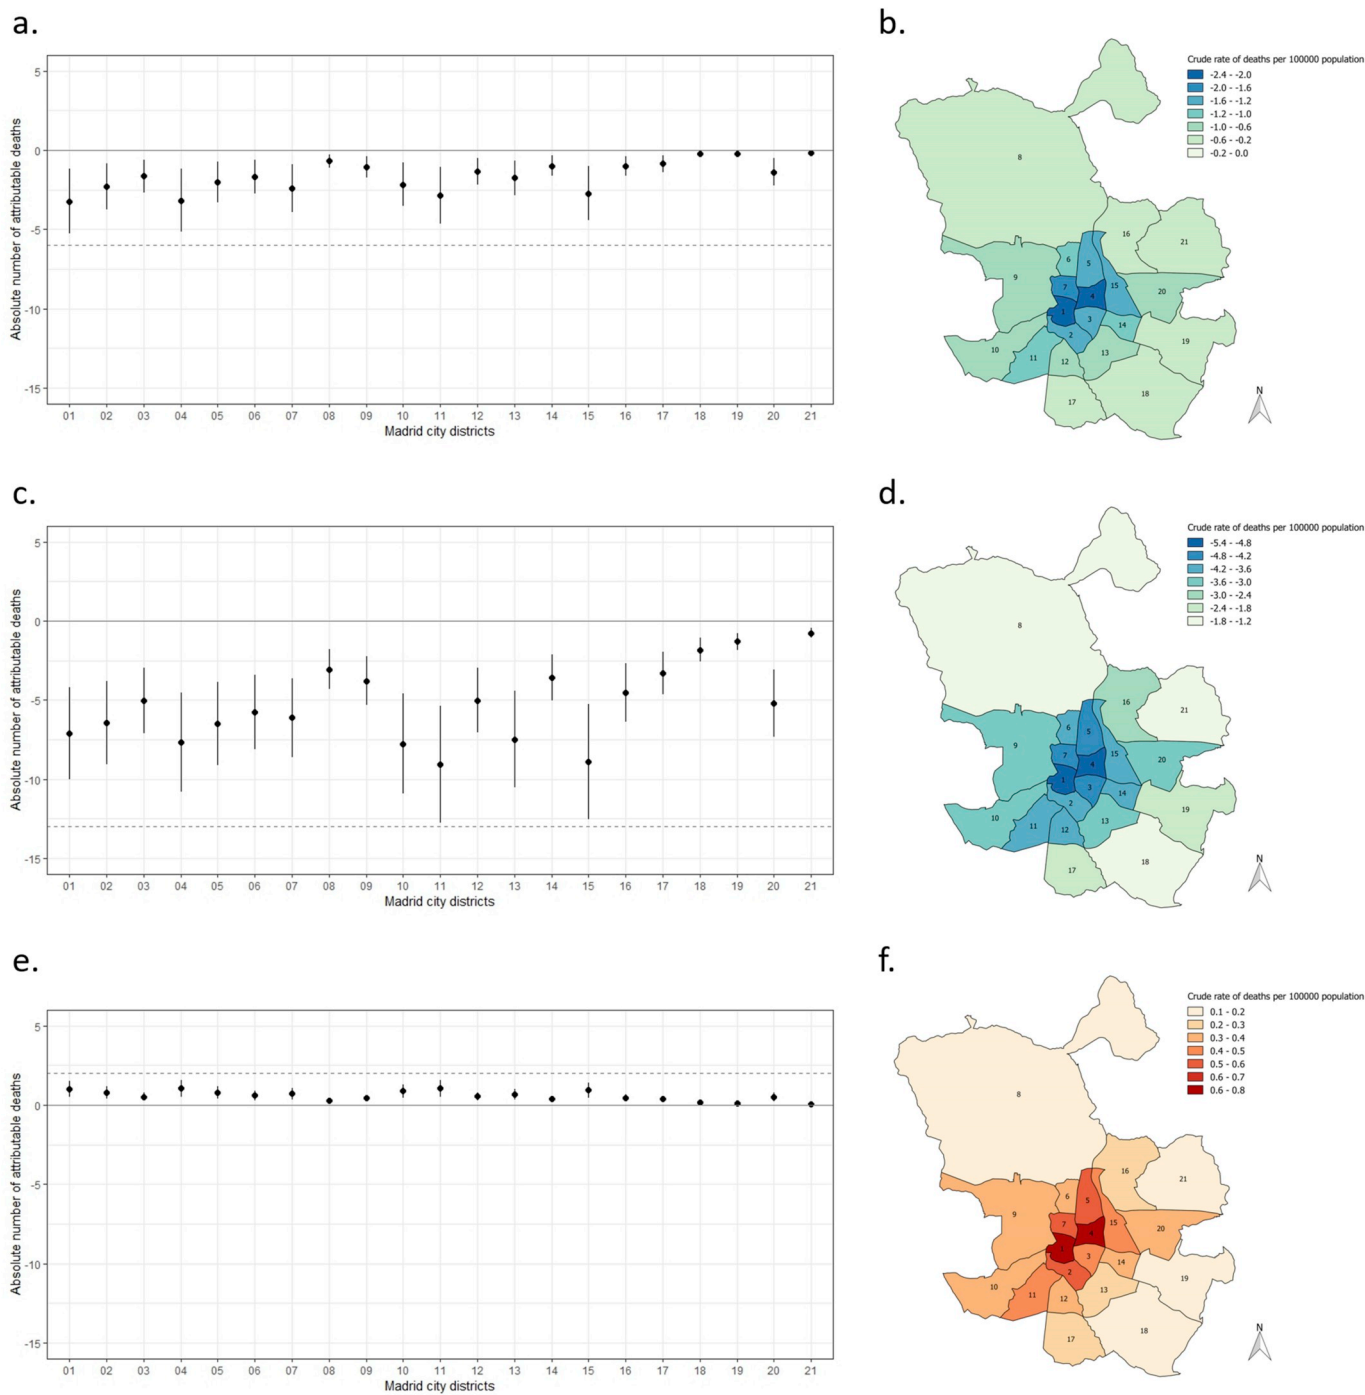 a.
Absolute number of attributable deaths
5
0
-5
-10
-15
01 02 03 04 05 06 07 08 09 10 11 12 13 14 15 16 17 18 19 20 21
Madrid city districts
b.
Crude rate of deaths per 100000 population
-2.4 - -2.0
-2.0 - -1.6
-1.6 - -1.2
-1.2 - -1.0
-1.0 - -0.6
-0.6 - -0.2
-0.2 - 0.0
8
16
21
6
5
9
7
4
15
20
1
3
14
2
19
10
11
12
13
18
17
N
c.
Absolute number of attributable deaths
5
0
-5
-10
-15
01 02 03 04 05 06 07 08 09 10 11 12 13 14 15 16 17 18 19 20 21
Madrid city districts
d.
Crude rate of deaths per 100000 population
-5.4 - -4.8
-4.8 - -4.2
-4.2 - -3.6
-3.6 - -3.0
-3.0 - -2.4
-2.4 - -1.8
-1.8 - -1.2
8
16
21
6
5
9
7
4
15
20
1
3
14
2
19
10
11
12
13
18
17
N
e.
Absolute number of attributable deaths
5
0
-5
-10
-15
01 02 03 04 05 06 07 08 09 10 11 12 13 14 15 16 17 18 19 20 21
Madrid city districts
f.
Crude rate of deaths per 100000 population
0.1 - 0.2
0.2 - 0.3
0.3 - 0.4
0.4 - 0.5
0.5 - 0.6
0.6 - 0.7
0.6 - 0.8
8
16
21
6
5
9
7
4
15
20
1
3
14
2
19
10
11
12
13
18
17
N